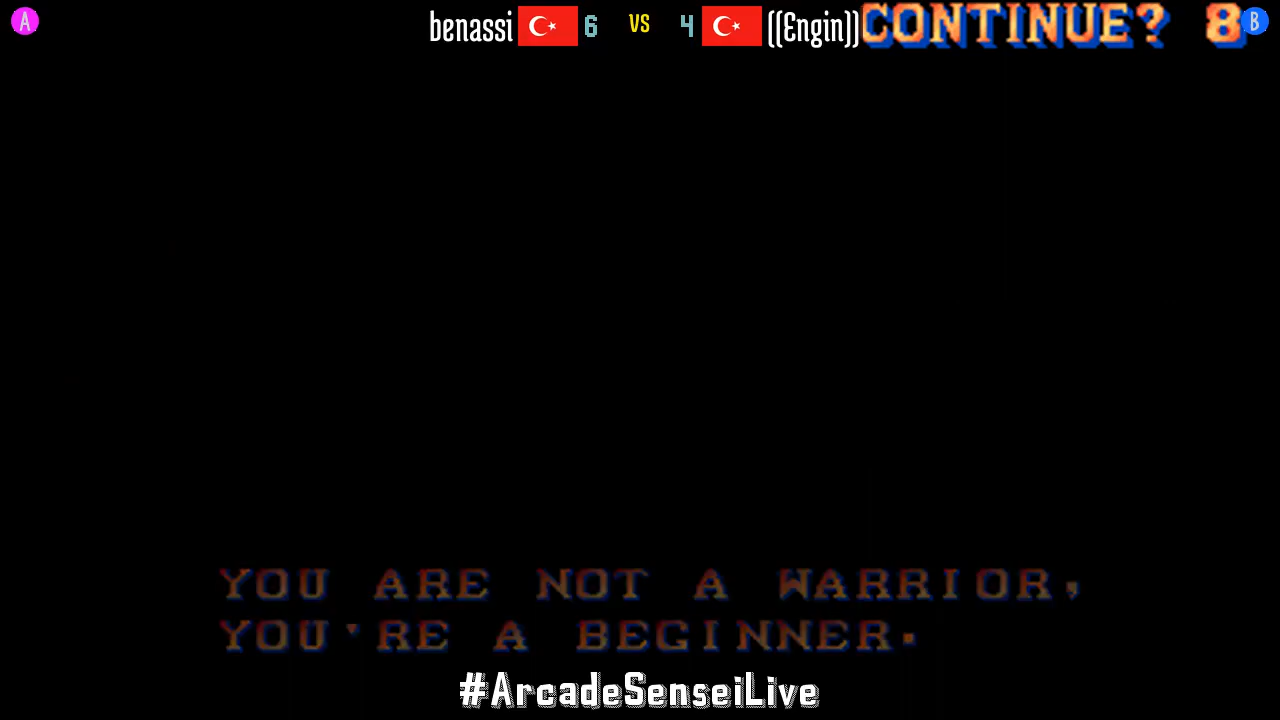 A
benassi 6 VS 4 ((Engin)) CONTINUE? 8 B
YOU ARE NOT A WARRIOR,
YOU'RE A BEGINNER.
#ArcadeSenseiLive